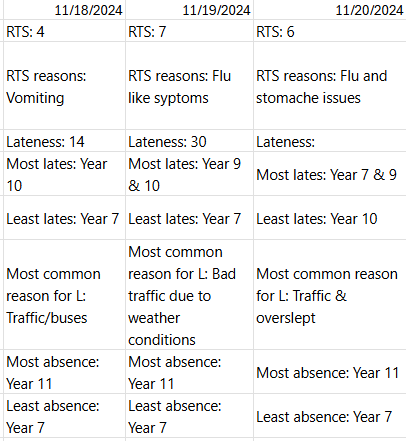 11/18/2024 11/19/2024 11/20/2024
RTS: 4 RTS: 7 RTS: 6
RTS reasons: RTS reasons: Flu RTS reasons: Flu and
Vomiting like syptoms stomache issues
Lateness: 14 Lateness: 30 Lateness:
Most lates: Year Most lates: Year 9 Most lates: Year 7 & 9
10 & 10
Least lates: Year 7 Least lates: Year 7 Least lates: Year 10
Most common
reason for L: Bad
Most common traffic due to Most common reason
reason for L: weather for L: Traffic &
Traffic/buses conditions overslept
Most absence: Most absence: Most absence: Year 11
Year 11 Year 11
Least absence: Least absence: Least absence: Year 7
Year 7 Year 7